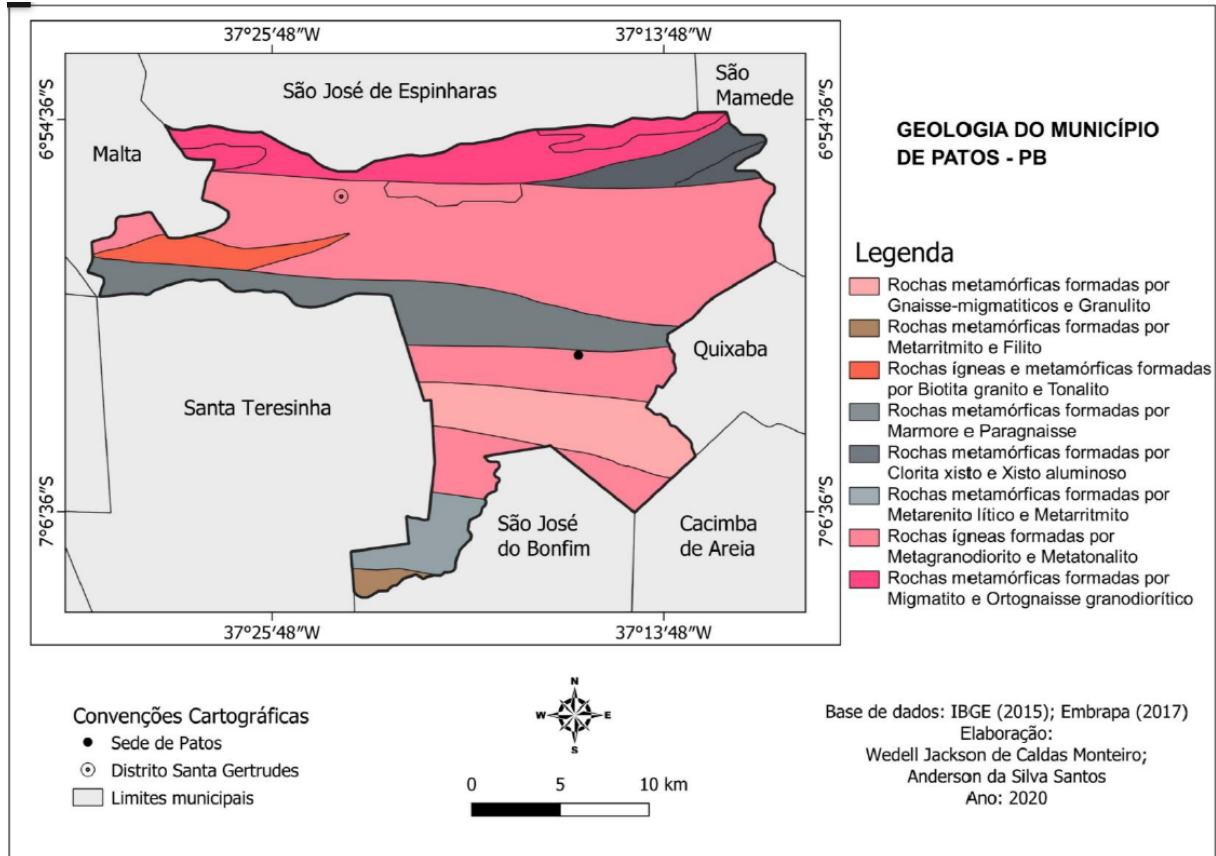 37°25'48"W
37°13'48"W
São José de Espinharas
São
Mamede
6°54'36"S
6°54'36"S
Malta
Quixaba
Santa Teresinha
São José
do Bonfim
Cacimba
de Areia
7°6'36"S
7°6'36"S
37°25'48"W
37°13'48"W
GEOLOGIA DO MUNICÍPIO
DE PATOS - PB
Legenda
Rochas metamórficas formadas por
Gnaisse-migmatiticos e Granulito
Rochas metamórficas formadas por
Metarritmito e Filito
Rochas ígneas e metamórficas formadas
por Biotita granito e Tonalito
Rochas metamórficas formadas por
Marmore e Paragnaisse
Rochas metamórficas formadas por
Clorita xisto e Xisto aluminoso
Rochas metamórficas formadas por
Metarenito lítico e Metarritmito
Rochas ígneas formadas por
Metagranodiorito e Metatonalito
Rochas metamórficas formadas por
Migmatito e Ortognaisse granodiorítico
Convenções Cartográficas
Sede de Patos
Distrito Santa Gertrudes
Limites municipais
N
W E
S
0 5 10 km
Base de dados: IBGE (2015); Embrapa (2017)
Elaboração:
Wedell Jackson de Caldas Monteiro;
Anderson da Silva Santos
Ano: 2020